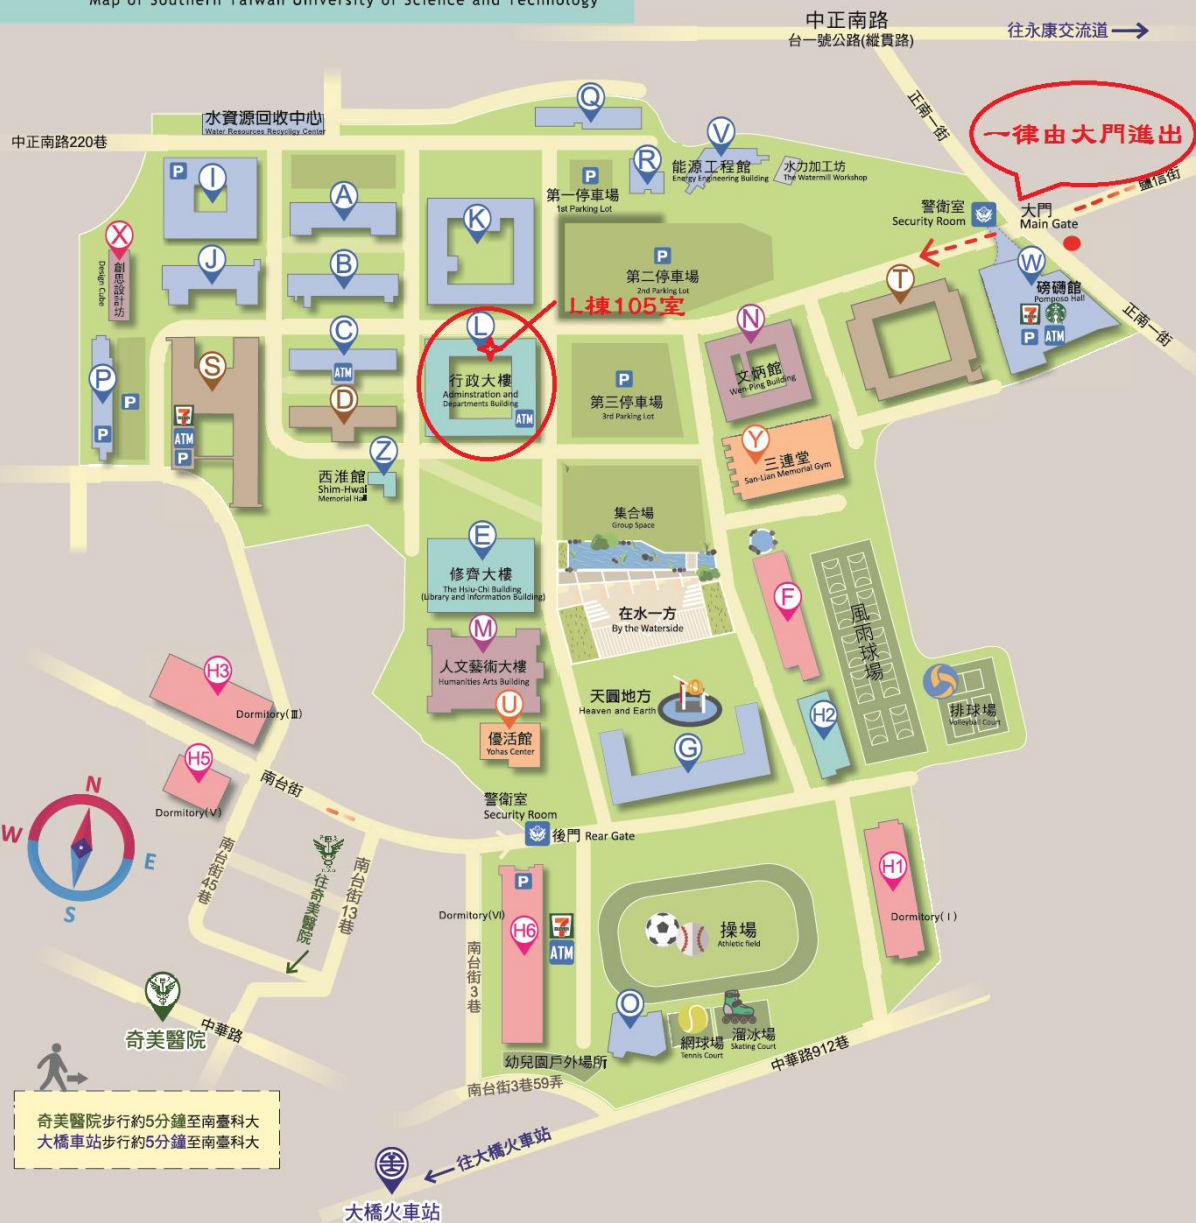 Map of Southern Taiwan University of Science and Technology
中正南路
台一號公路(縱貫路)
往永康交流道
正南一街
一律由大門進出
鹽信街
水資源回收中心
Water Resources Recycligy Center
中正南路220巷
Q
V
R
能源工程館
Energy Engineering Building
水力加工坊
The Watermill Workshop
P
I
A
K
P
第一停車場
1st Parking Lot
警衛室
Security Room
大門
Main Gate
X
創思設計坊
Design Cube
J
B
P
第二停車場
2nd Parking Lot
T
W
磅礴館
Pomposo Hall
7
ELEVEN
P
ATM
正南一街
L棟105室
N
文炳館
Wen-Ping Building
P
P
P
S
7
ELEVEN
ATM
P
C
ATM
D
L
行政大樓
Adminstration and
Departments Building
ATM
P
第三停車場
3rd Parking Lot
Y
三連堂
San-Lian Memorial Gym
Z
西淮館
Shim-Hwai
Memorial Hall
集合場
Group Space
E
修齊大樓
The Hsiu-Chi Building
(Library and Information Building)
在水一方
By the Waterside
F
風雨球場
M
人文藝術大樓
Humanities Arts Building
天圓地方
Heaven and Earth
H2
排球場
Volleyball Court
U
優活館
Yohas Center
G
H3
Dormitory(Ⅲ)
H5
Dormitory(Ⅴ)
南台街
N
W
E
S
警衛室
Security Room
後門 Rear Gate
南台街45巷
往奇美醫院
南台街13巷
Dormitory(Ⅵ)
P
H6
7
ELEVEN
ATM
南台街3巷
操場
Athletic field
H1
Dormitory(Ⅰ)
O
網球場
Tennis Court
溜冰場
Skating Court
奇美醫院
中華路
幼兒園戶外場所
南台街3巷59弄
中華路912巷
奇美醫院步行約5分鐘至南臺科大
大橋車站步行約5分鐘至南臺科大
往大橋火車站
大橋火車站